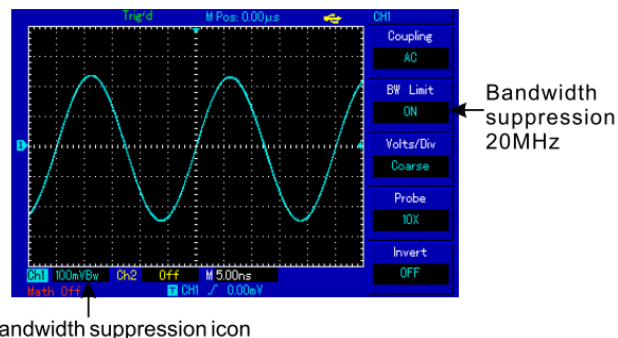 Trig'd M Pos: 0.00μs CH1
Coupling
AC
BW Limit
ON
Volts/Div
Coarse
Probe
10X
Invert
OFF
1
Ch1 100mVBw Ch2 Off M 5.00ns
Math Off T CH1 0.00mV
Bandwidth
suppression
20MHz
andwidth suppression icon